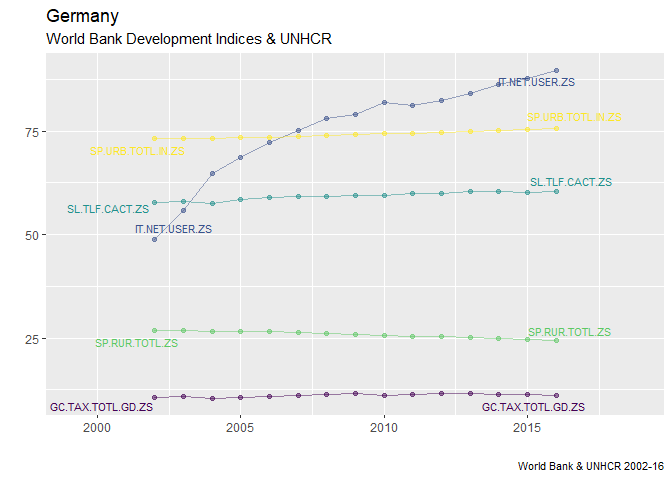 Germany
World Bank Development Indices & UNHCR
IT.NET.USER.ZS
75
SP.URB.TOTL.IN.ZS
SP.URB.TOTL.IN.ZS
SL.TLF.CACT.ZS
SL.TLF.CACT.ZS
IT.NET.USER.ZS
50
25
SP.RUR.TOTL.ZS
SP.RUR.TOTL.ZS
GC.TAX.TOTL.GD.ZS
GC.TAX.TOTL.GD.ZS
2000
2005
2010
2015
World Bank & UNHCR 2002-16